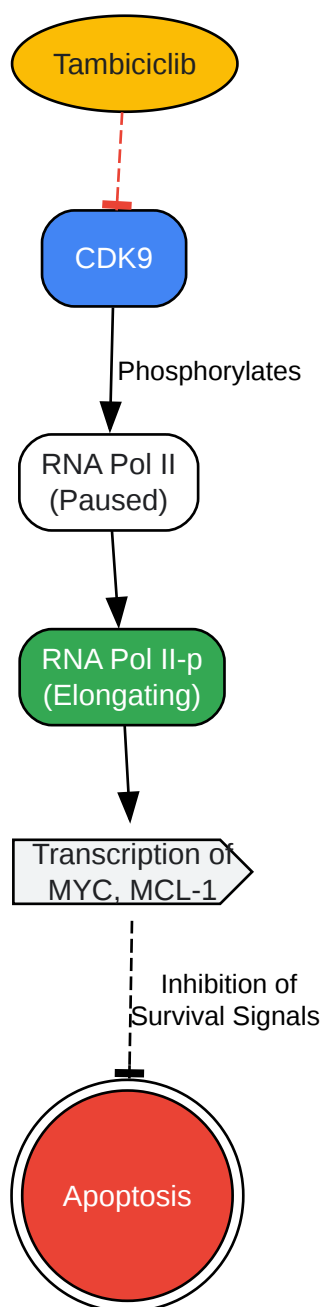 Tambiciclib
CDK9
Phosphorylates
RNA Pol II
(Paused)
RNA Pol II-p
(Elongating)
Transcription of
MYC, MCL-1
Inhibition of
Survival Signals
Apoptosis